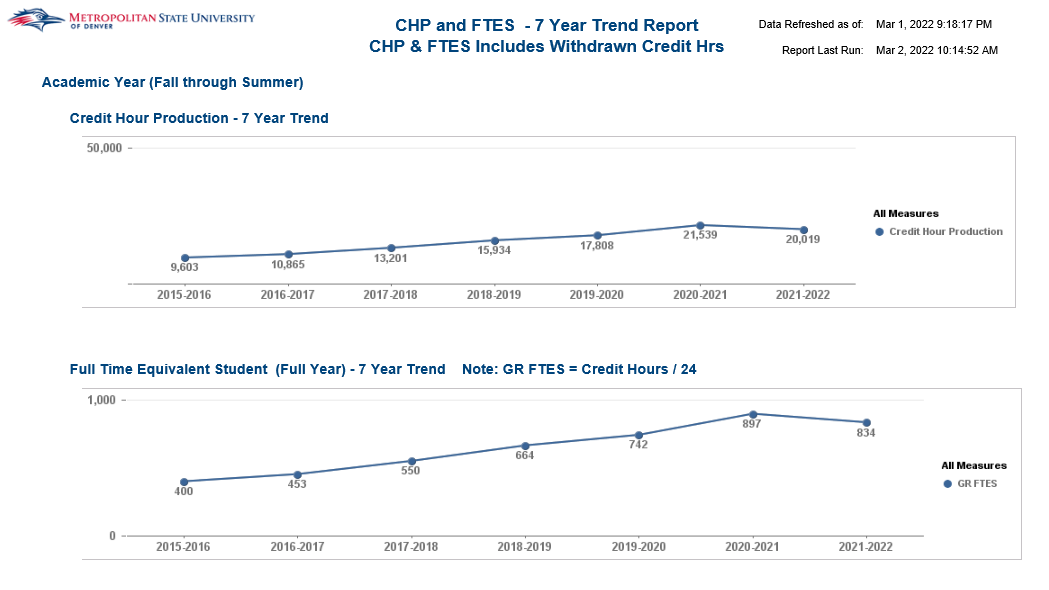 METROPOLITAN STATE UNIVERSITY
OF DENVER
CHP and FTES - 7 Year Trend Report
CHP & FTES Includes Withdrawn Credit Hrs
Data Refreshed as of: Mar 1, 2022 9:18:17 PM
Report Last Run: Mar 2, 2022 10:14:52 AM
Academic Year (Fall through Summer)
Credit Hour Production - 7 Year Trend
50,000
9,603 10,865 13,201 15,934 17,808 21,539 20,019
2015-2016 2016-2017 2017-2018 2018-2019 2019-2020 2020-2021 2021-2022
All Measures
Credit Hour Production
Full Time Equivalent Student (Full Year) - 7 Year Trend Note: GR FTES = Credit Hours / 24
1,000
400 453 550 664 742 897 834
0
2015-2016 2016-2017 2017-2018 2018-2019 2019-2020 2020-2021 2021-2022
All Measures
GR FTES